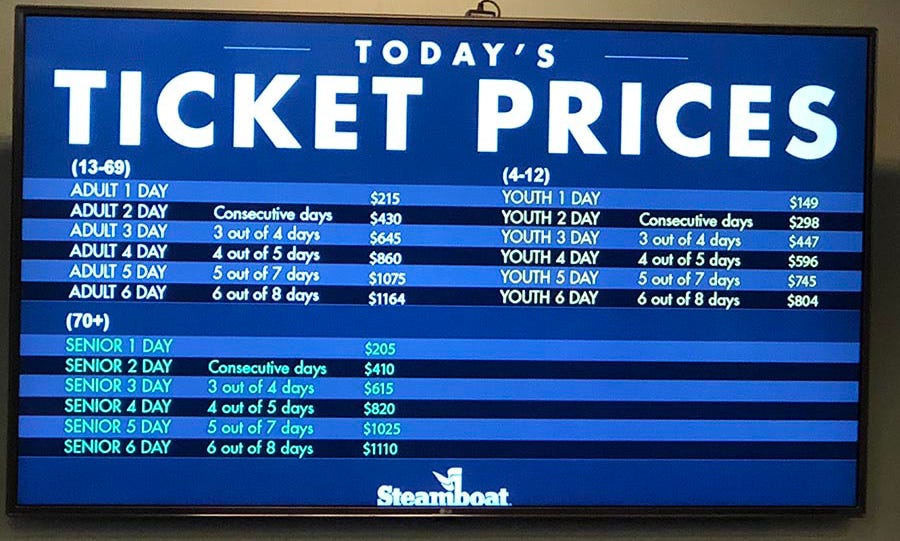 TODAY'S
TICKET PRICES
(13-69)
ADULT 1 DAY $215
ADULT 2 DAY Consecutive days $430
ADULT 3 DAY 3 out of 4 days $645
ADULT 4 DAY 4 out of 5 days $860
ADULT 5 DAY 5 out of 7 days $1075
ADULT 6 DAY 6 out of 8 days $1164
(4-12)
YOUTH 1 DAY $149
YOUTH 2 DAY Consecutive days $298
YOUTH 3 DAY 3 out of 4 days $447
YOUTH 4 DAY 4 out of 5 days $596
YOUTH 5 DAY 5 out of 7 days $745
YOUTH 6 DAY 6 out of 8 days $804
(70+)
SENIOR 1 DAY $205
SENIOR 2 DAY Consecutive days $410
SENIOR 3 DAY 3 out of 4 days $615
SENIOR 4 DAY 4 out of 5 days $820
SENIOR 5 DAY 5 out of 7 days $1025
SENIOR 6 DAY 6 out of 8 days $1110
Steamboat
LG